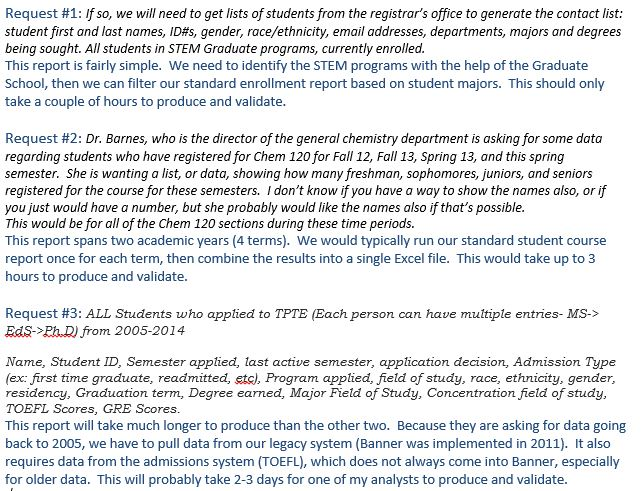 Request #1: If so, we will need to get lists of students from the registrar's office to generate the contact list:
student first and last names, ID#s, gender, race/ethnicity, email addresses, departments, majors and degrees
being sought. All students in STEM Graduate programs, currently enrolled.
This report is fairly simple.  We need to identify the STEM programs with the help of the Graduate
School, then we can filter our standard enrollment report based on student majors.  This should only
take a couple of hours to produce and validate.
Request #2: Dr. Barnes, who is the director of the general chemistry department is asking for some data
regarding students who have registered for Chem 120 for Fall 12, Fall 13, Spring 13, and this spring
semester.  She is wanting a list, or data, showing how many freshman, sophomores, juniors, and seniors
registered for the course for these semesters.  I don't know if you have a way to show the names also, or if
you just would have a number, but she probably would like the names also if that's possible.
This would be for all of the Chem 120 sections during these time periods.
This report spans two academic years (4 terms).  We would typically run our standard student course
report once for each term, then combine the results into a single Excel file.  This would take up to 3
hours to produce and validate.
Request #3: ALL Students who applied to TPTE (Each person can have multiple entries- MS->
EdS->Ph.D) from 2005-2014
Name, Student ID, Semester applied, last active semester, application decision, Admission Type
(ex: first time graduate, readmitted, etc), Program applied, field of study, race, ethnicity, gender,
residency, Graduation term, Degree earned, Major Field of Study, Concentration field of study,
TOEFL Scores, GRE Scores.
This report will take much longer to produce than the other two.  Because they are asking for data going
back to 2005, we have to pull data from our legacy system (Banner was implemented in 2011).  It also
requires data from the admissions system (TOEFL), which does not always come into Banner, especially
for older data.  This will probably take 2-3 days for one of my analysts to produce and validate.